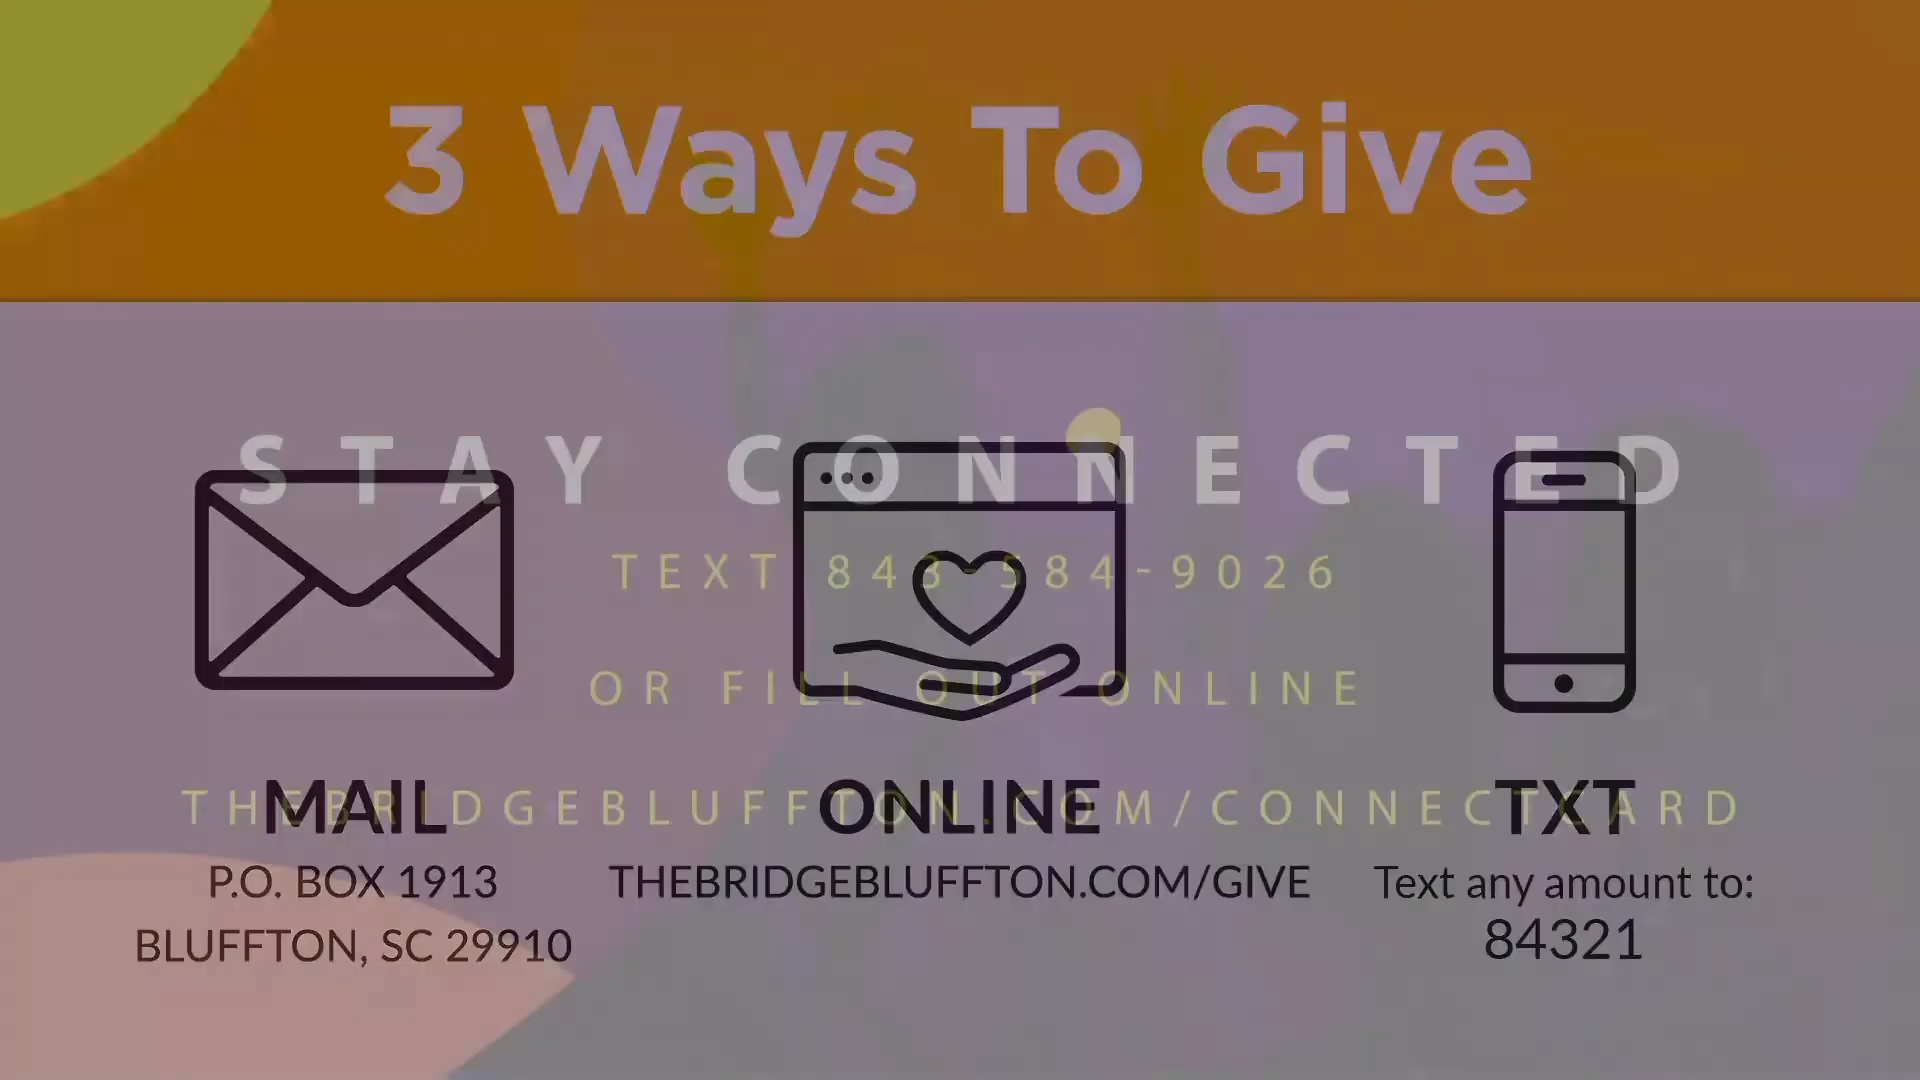 3 Ways To Give
STAY CONNECTED
TEXT 843-584-9026
OR FILL OUT ONLINE
THEBRIDGEBLUFFTON.COM/CONNECTCARD
MAIL
P.O. BOX 1913
BLUFFTON, SC 29910
ONLINE
THEBRIDGEBLUFFTON.COM/GIVE
TXT
Text any amount to:
84321